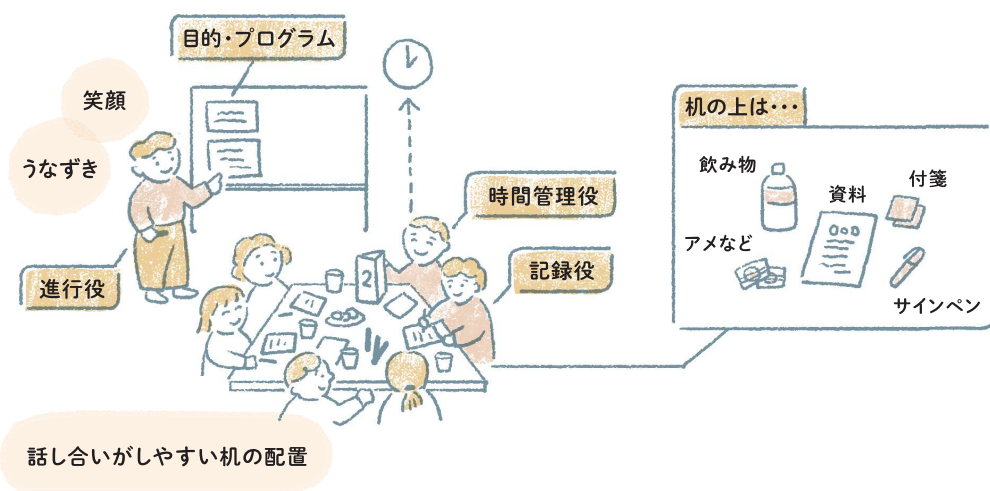 目的・プログラム
笑顔
うなずき
進行役
時間管理役
記録役
2
話し合いがしやすい机の配置
机の上は・・・
飲み物
資料
付箋
アメなど
サインペン